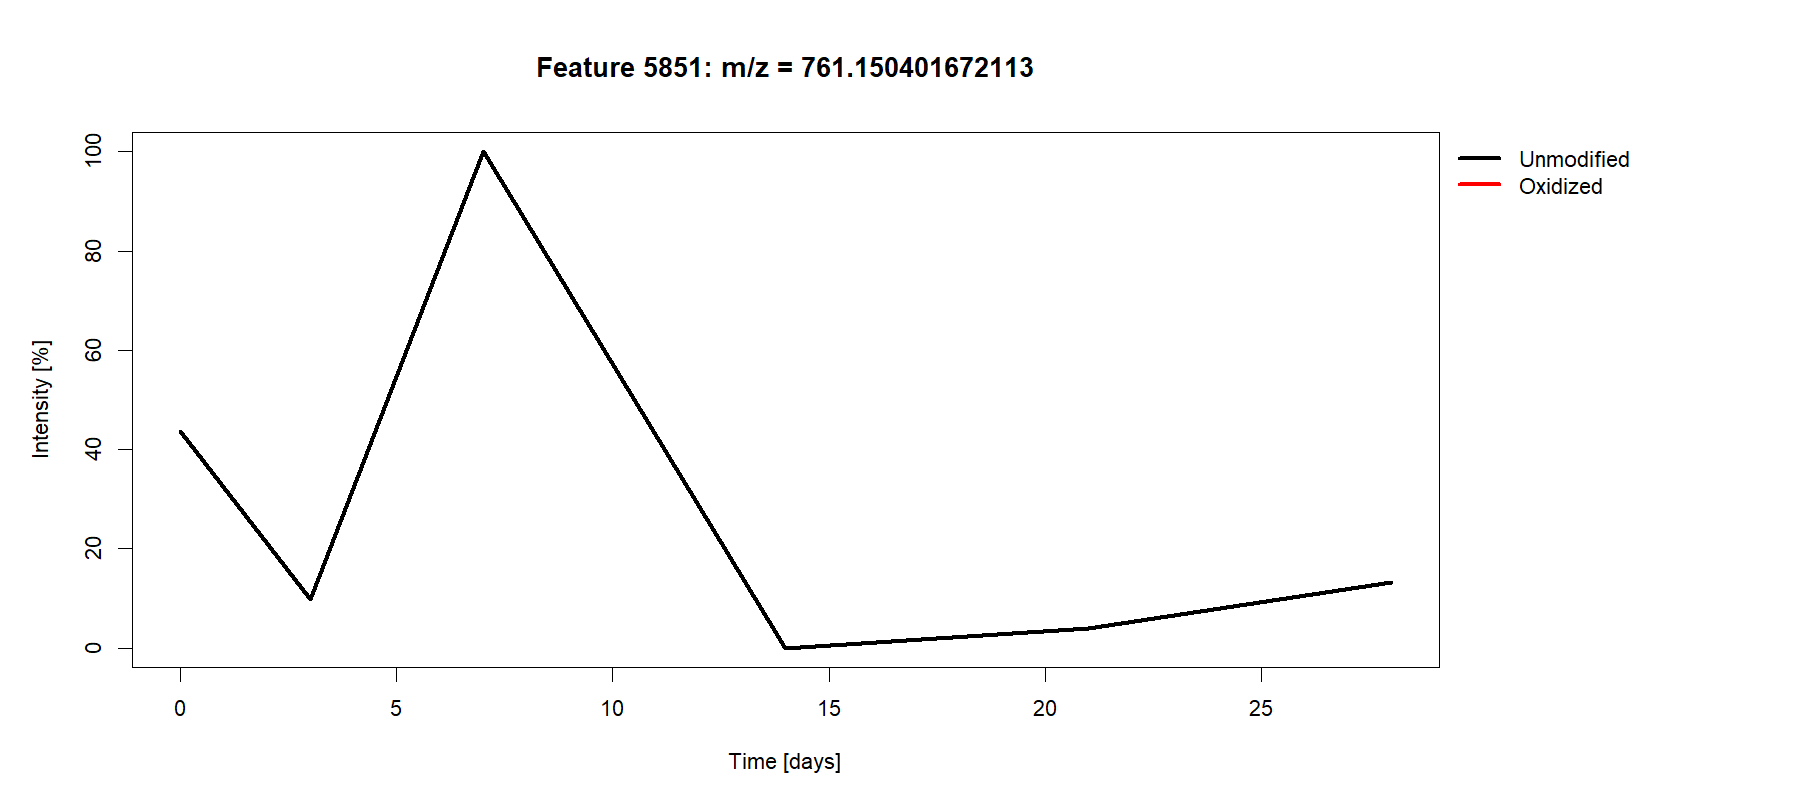 Feature 5851: m/z = 761.150401672113
Unmodified
Oxidized
Intensity [%]
100
80
60
40
20
0
0 5 10 15 20 25
Time [days]